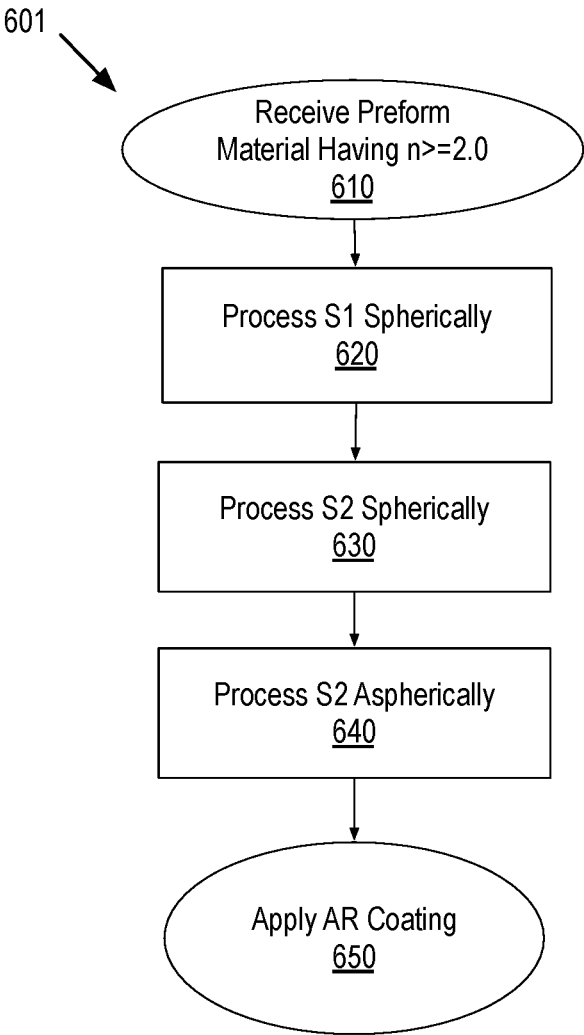 601
Receive Preform
Material Having n>=2.0
610
Process S1 Spherically
620
Process S2 Spherically
630
Process S2 Aspherically
640
Apply AR Coating
650